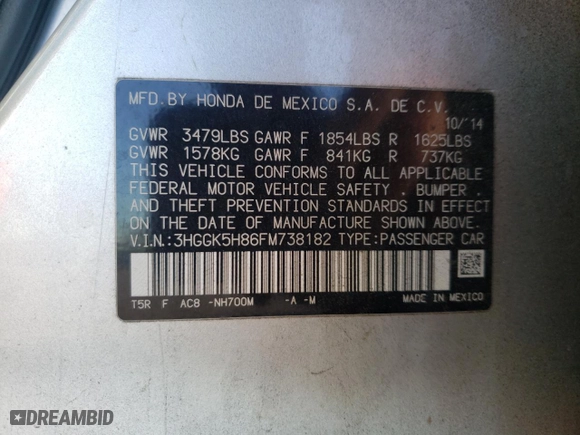 MFD. BY HONDA DE MEXICO S.A. DE C.V.
10/'14
GVWR 3479LBS GAWR F 1854LBS R 1625LBS
GVWR 1578KG GAWR F 841KG R 737KG
THIS VEHICLE CONFORMS TO ALL APPLICABLE
FEDERAL MOTOR VEHICLE SAFETY , BUMPER ,
AND THEFT PREVENTION STANDARDS IN EFFECT
ON THE DATE OF MANUFACTURE SHOWN ABOVE.
V.I.N.:3HGGK5H86FM738182 TYPE:PASSENGER CAR
T5R F AC8 -NH700M -A -M MADE IN MEXICO
DREAMBID